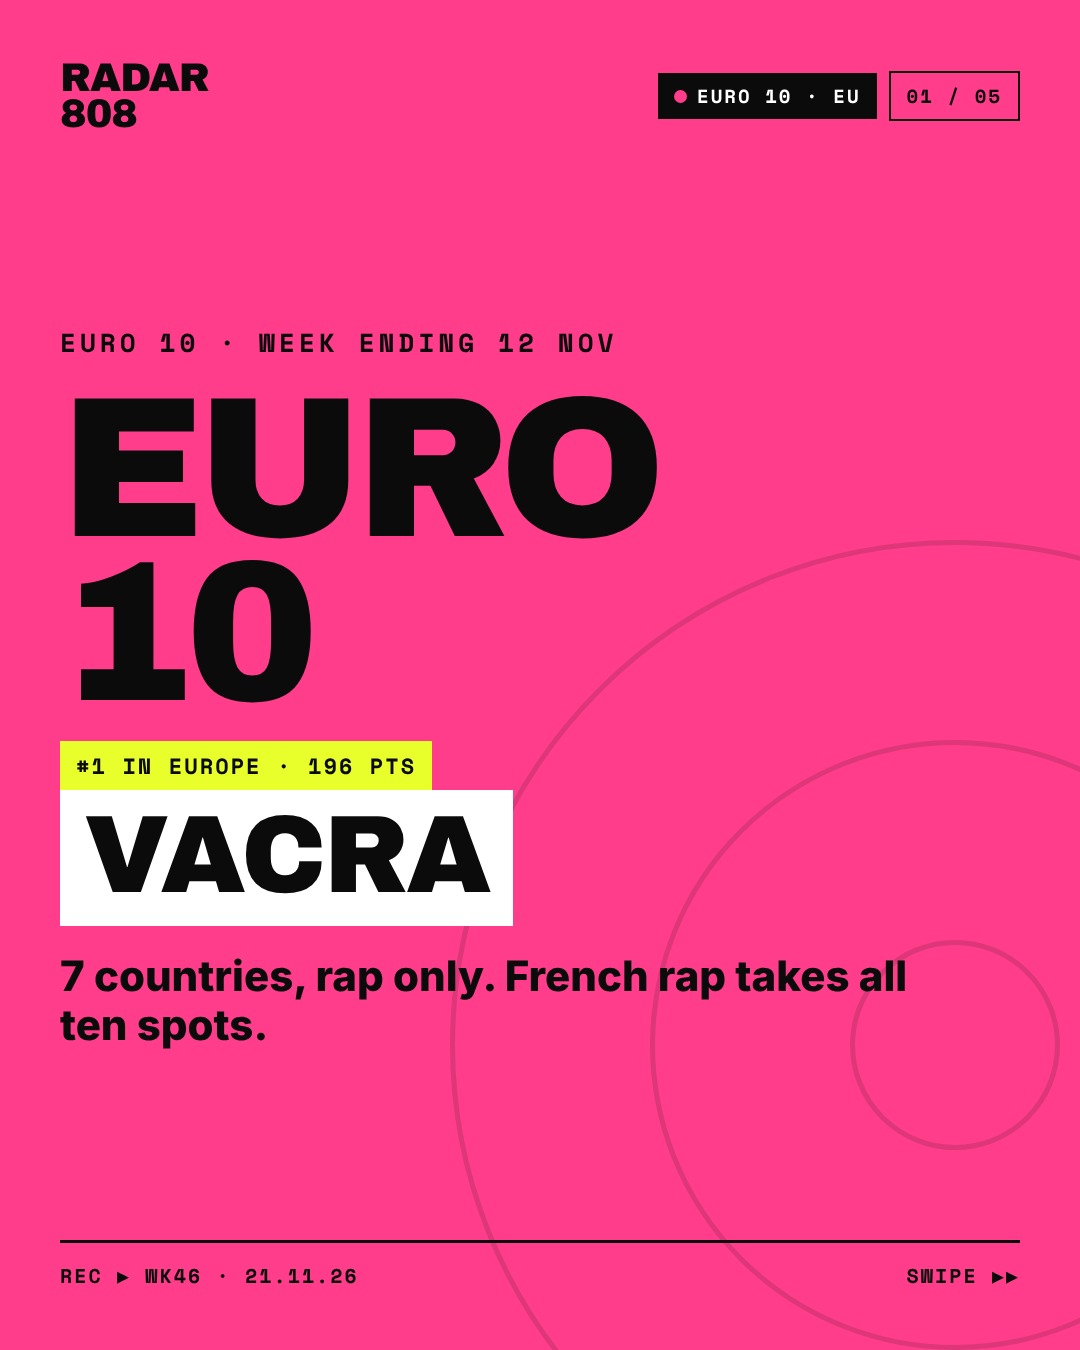 RADAR
808
EURO 10 · EU
01 / 05
EURO 10 · WEEK ENDING 12 NOV
EURO
10
#1 IN EUROPE · 196 PTS
VACRA
7 countries, rap only. French rap takes all
ten spots.
REC ▶ WK46 · 21.11.26
SWIPE ▶▶